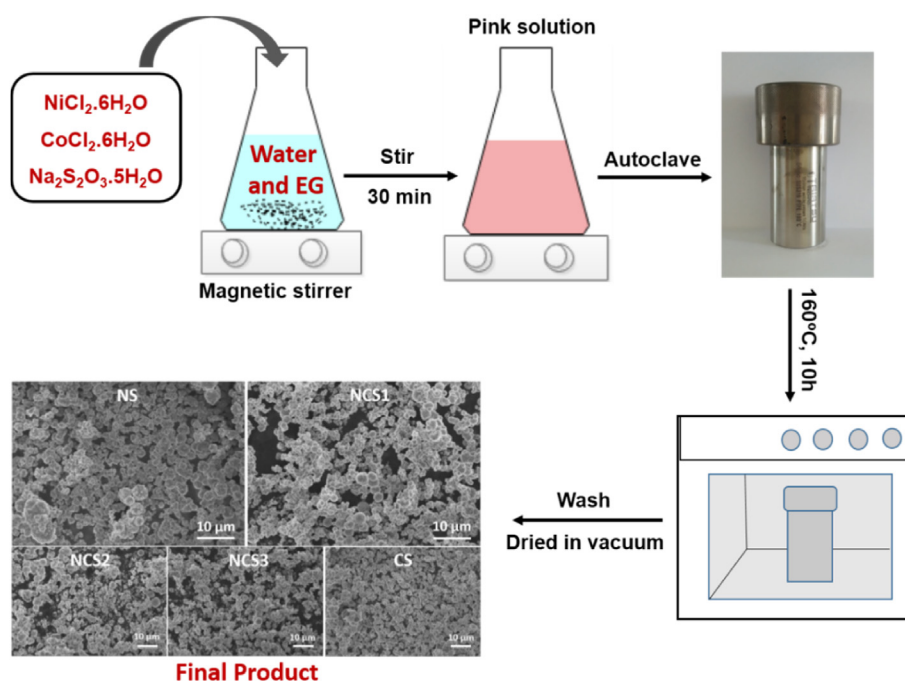 Pink solution
NiCl₂.6H₂O
CoCl₂.6H₂O
Na₂S₂O₃.5H₂O
Water
and EG
Stir
30 min
Autoclave
Magnetic stirrer
160ºC, 10h
NS
NCS1
10 µm
10 µm
NCS2
NCS3
CS
10 µm
10 µm
10 µm
Wash
Dried in vacuum
Final Product